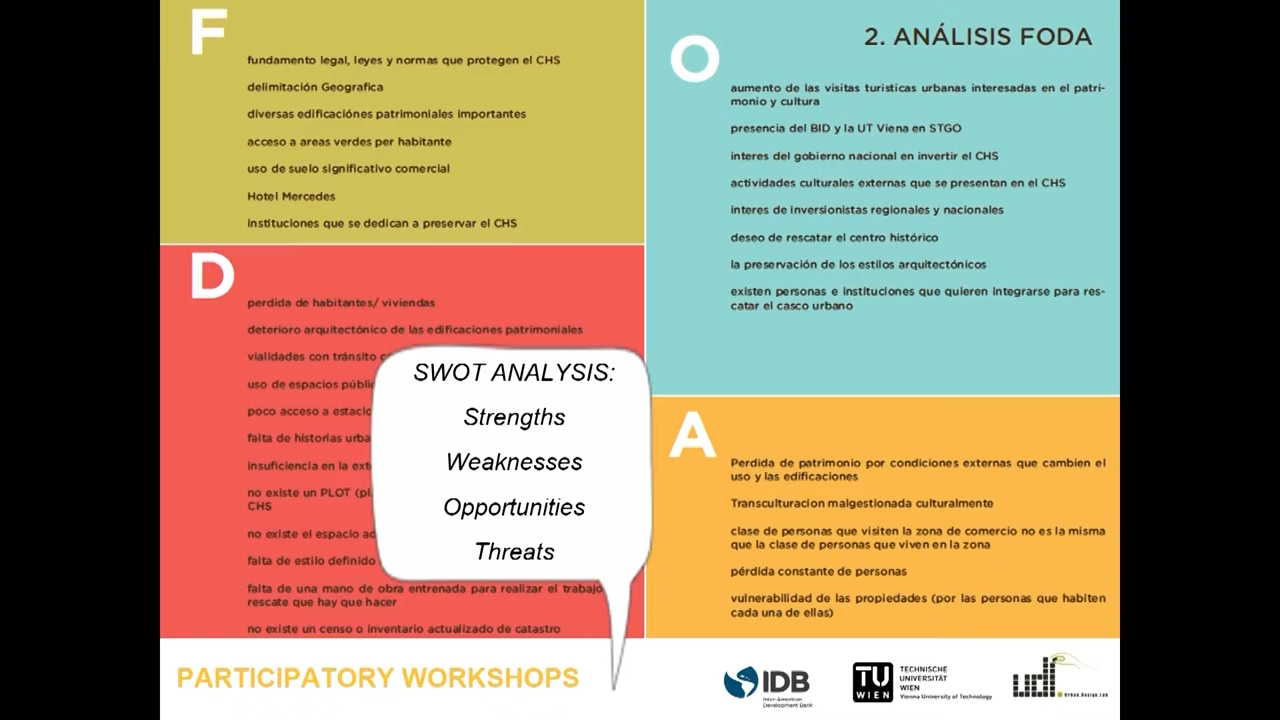 F
fundamento legal, leyes y normas que protegen el CHS
delimitación Geografica
diversas edificaciónes patrimoniales importantes
acceso a areas verdes per habitante
uso de suelo significativo comercial
Hotel Mercedes
instituciones que se dedican a preservar el CHS
2. ANÁLISIS FODA
O
aumento de las visitas turisticas urbanas interesadas en el patri-
monio y cultura
presencia del BID y la UT Viena en STGO
interes del gobierno nacional en invertir el CHS
actividades culturales externas que se presentan en el CHS
interes de inversionistas regionales y nacionales
deseo de rescatar el centro histórico
la preservación de los estilos arquitectónicos
existen personas e instituciones que quieren integrarse para res-
catar el casco urbano
D
perdida de habitantes/ viviendas
deterioro arquitectónico de las edificaciones patrimoniales
vialidades con tránsito
uso de espacios
poco acceso a
falta de historias
insuficiencia en la
no existe un PLOT
CHS
no existe el espacio
falta de estilo definido
falta de una mano de obra entrenada para realizar el trabajo
rescate que hay que hacer
no existe un censo o inventario actualizado de catastro
SWOT ANALYSIS:
Strengths
Weaknesses
Opportunities
Threats
A
Perdida de patrimonio por condiciones externas que cambien el
uso y las edificaciones
Transculturacion malgestionada culturalmente
clase de personas que visiten la zona de comercio no es la misma
que la clase de personas que viven en la zona
pérdida constante de personas
vulnerabilidad de las propiedades (por las personas que habiten
cada una de ellas)
PARTICIPATORY WORKSHOPS
IDB
Inter-American
Development Bank
TU
WIEN
TECHNISCHE
UNIVERSITÄT
WIEN
Vienna University of Technology
udl
Urban.Design.Lab